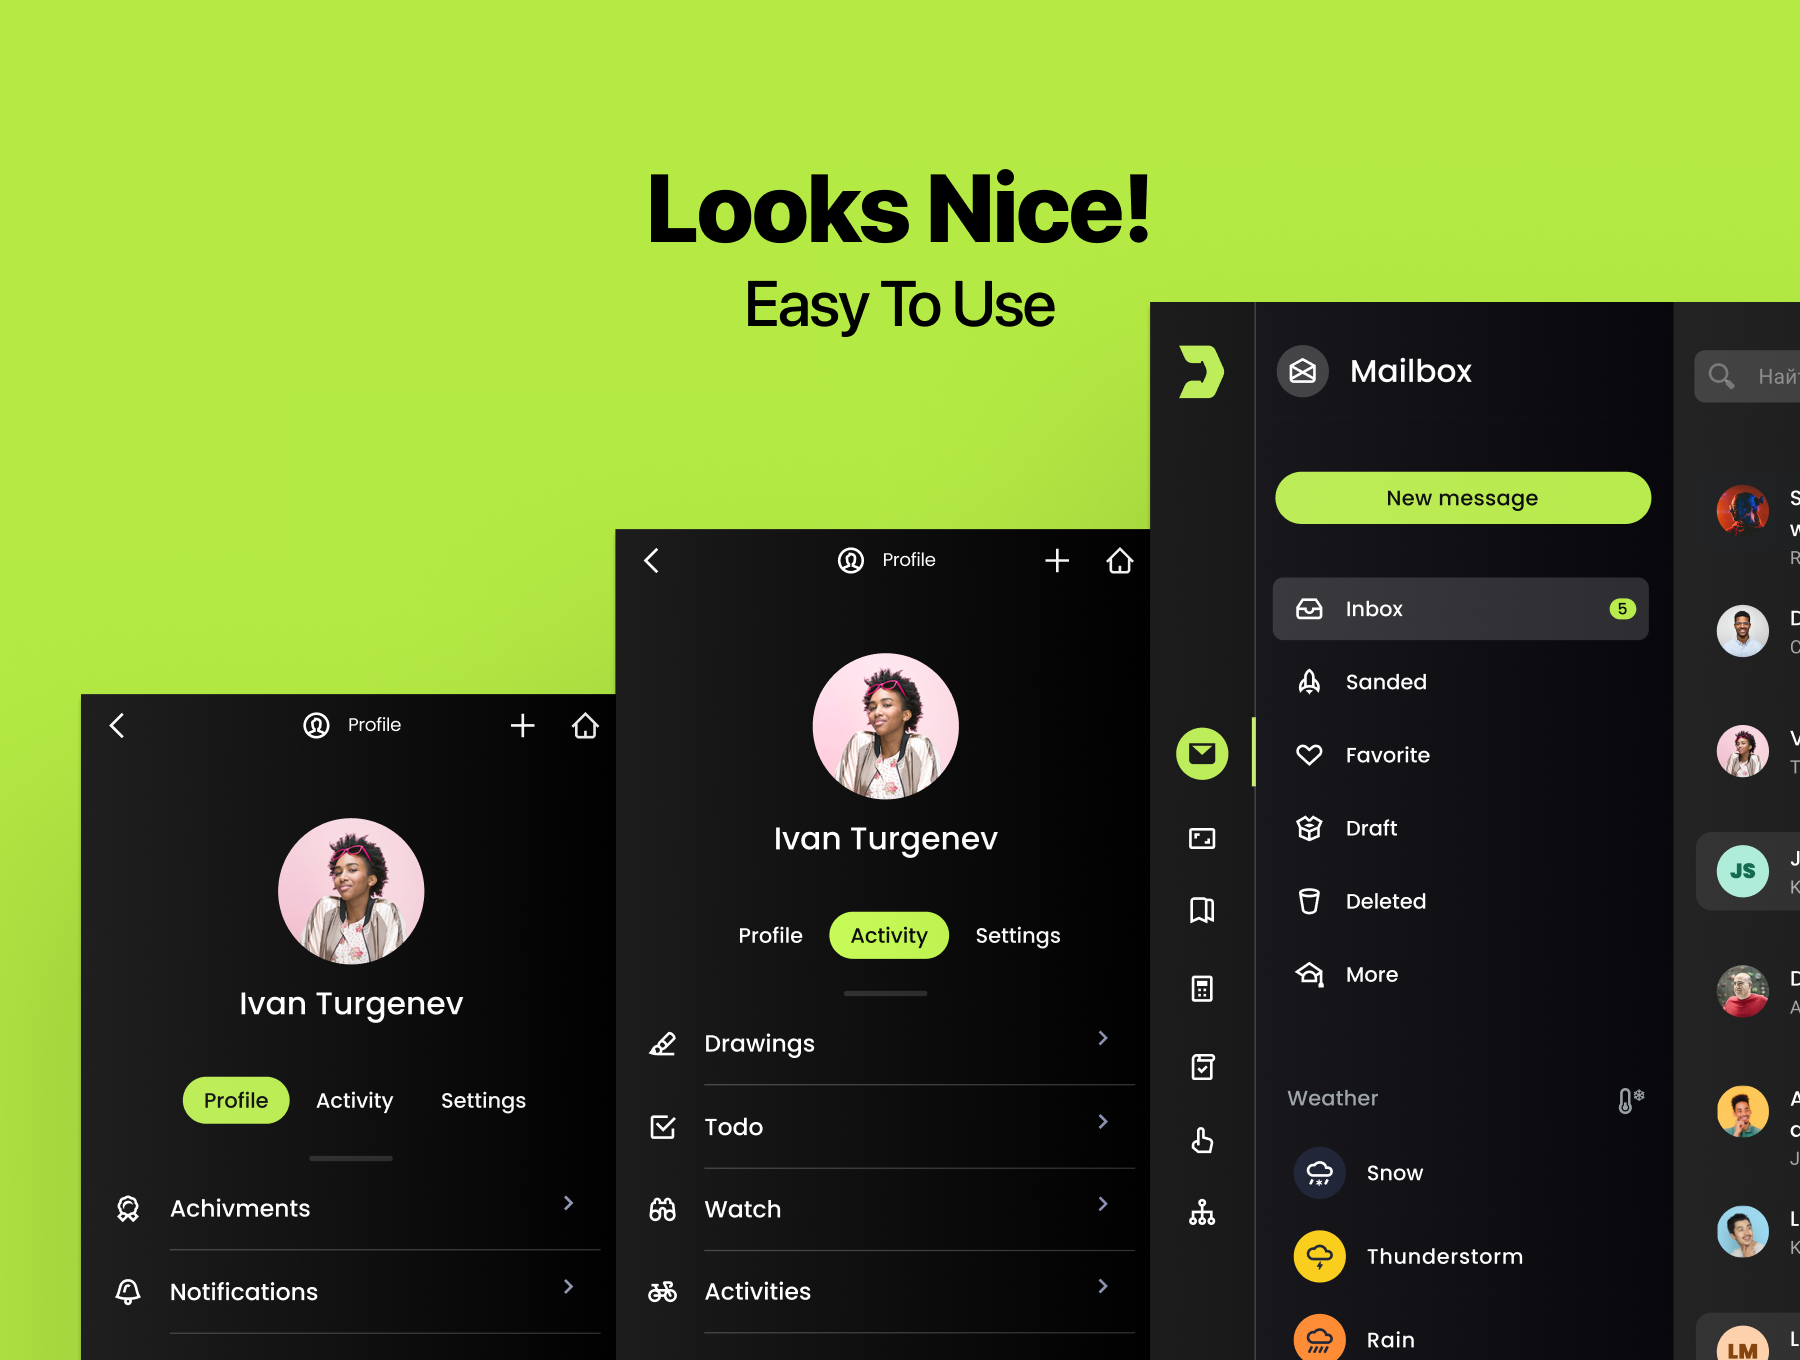 Looks Nice!
Easy To Use
Profile
Ivan Turgenev
Profile Activity Settings
Achivments
Notifications
Profile
Ivan Turgenev
Profile Activity Settings
Drawings
Todo
Watch
Activities
Mailbox
New message
Inbox 5
Sanded
Favorite
Draft
Deleted
More
Weather
Snow
Thunderstorm
Rain
JS
LM